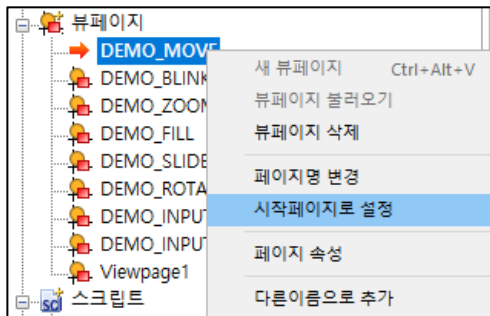 뷰페이지
DEMO_MOVE
DEMO_BLINK
DEMO_ZOOM
DEMO_FILL
DEMO_SLIDE
DEMO_ROTA
DEMO_INPUT
DEMO_INPUT
Viewpage1
스크립트
새 뷰페이지 Ctrl+Alt+V
뷰페이지 불러오기
뷰페이지 삭제
페이지명 변경
시작페이지로 설정
페이지 속성
다른이름으로 추가